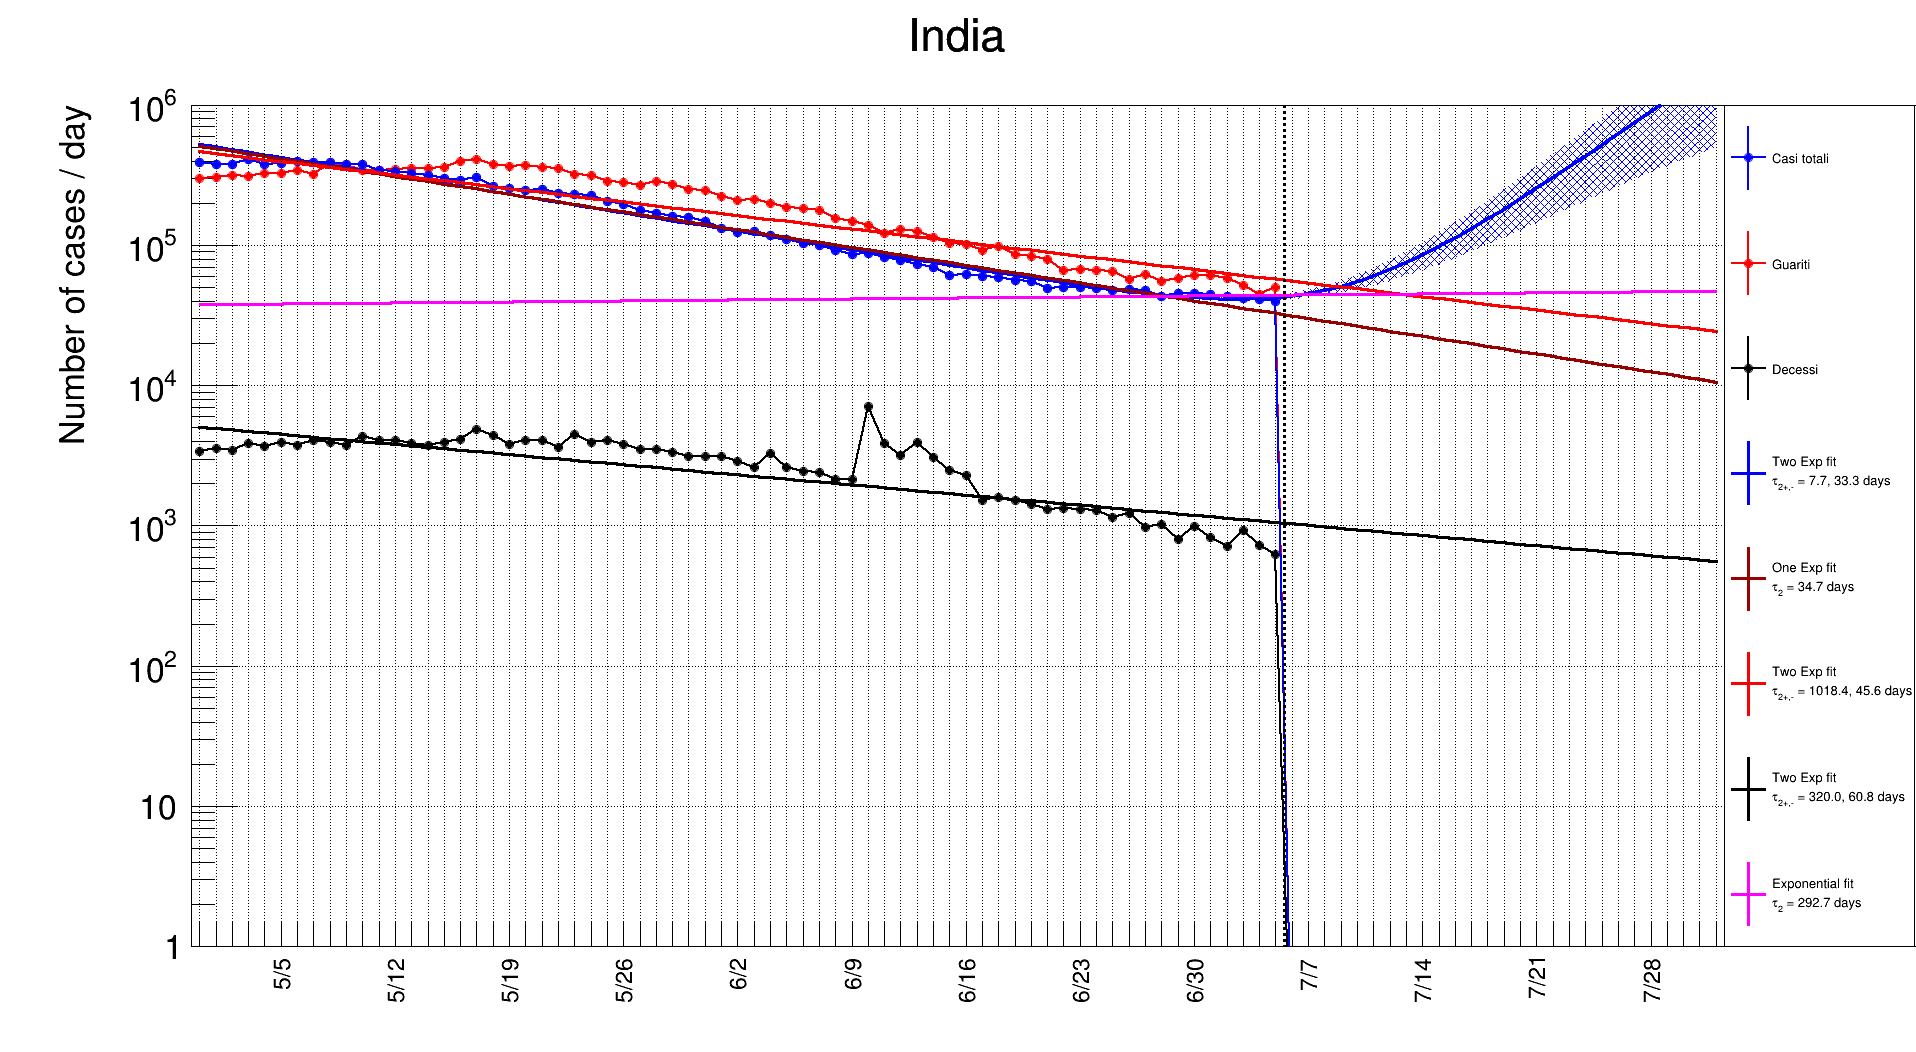 India
Number of cases / day
10^6
10^5
10^4
10^3
10^2
10
1
5/5
5/12
5/19
5/26
6/2
6/9
6/16
6/23
6/30
7/7
7/14
7/21
7/28
Casi totali
Guariti
Decessi
Two Exp fit
τ2+,- = 7.7, 33.3 days
One Exp fit
τ2 = 34.7 days
Two Exp fit
τ2+,- = 1018.4, 45.6 days
Two Exp fit
τ2+,- = 320.0, 60.8 days
Exponential fit
τ2 = 292.7 days